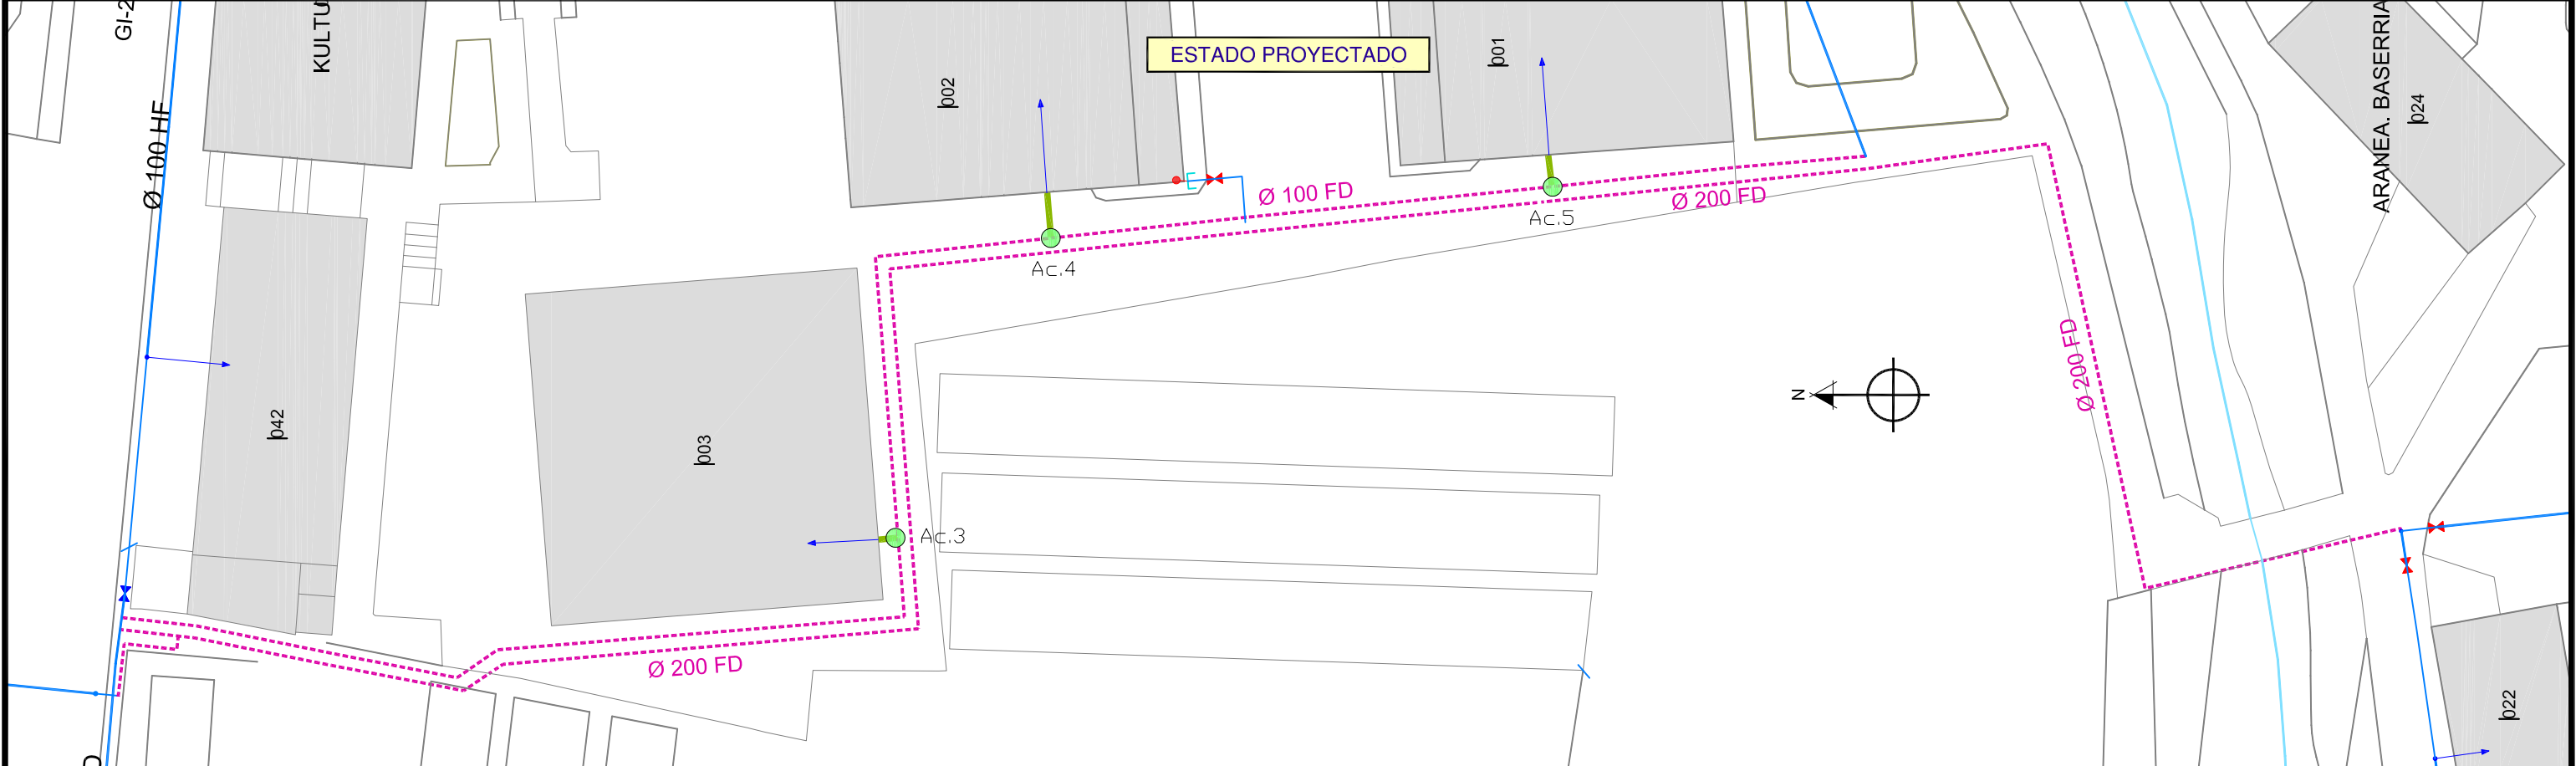 GI-2
KULTU
ESTADO PROYECTADO
ARANEA. BASERRIA
Ø 100 HF
p02
p01
p24
E
Ø 100 FD
Ø 200 FD
Ac.5
Ac.4
Ø 200 FD
N
p42
p03
Ac.3
Ø 200 FD
p22